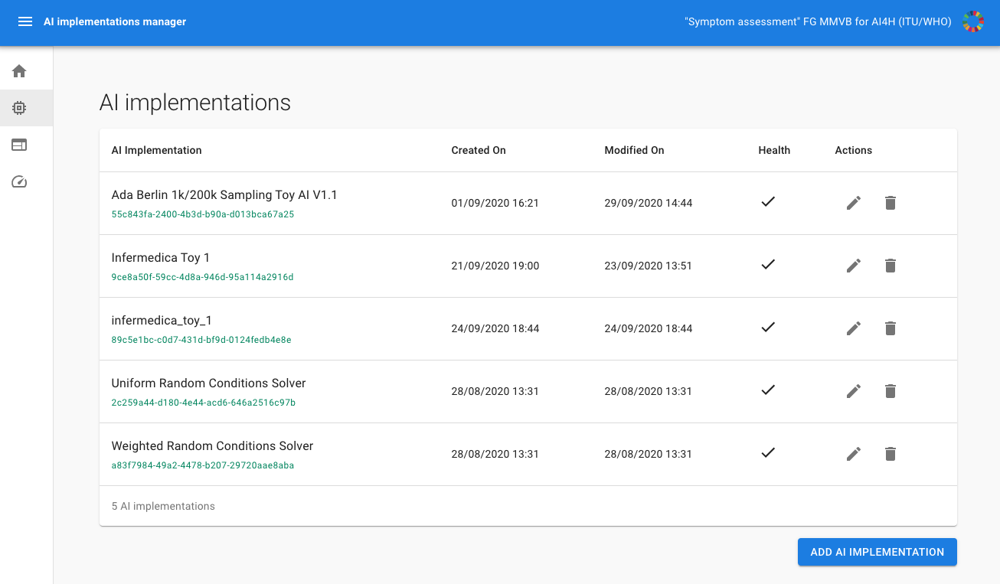 AI implementations manager
"Symptom assessment" FG MMVB for AI4H (ITU/WHO)
AI implementations
AI Implementation Created On Modified On Health Actions
Ada Berlin 1k/200k Sampling Toy AI V1.1
55c843fa-2400-4b3d-b90a-d013bca67a25
01/09/2020 16:21 29/09/2020 14:44
Infermedica Toy 1
9ce8a50f-59cc-4d8a-946d-95a114a2916d
21/09/2020 19:00 23/09/2020 13:51
infermedica_toy_1
89c5e1bc-c0d7-431d-bf9d-0124fedb4e8e
24/09/2020 18:44 24/09/2020 18:44
Uniform Random Conditions Solver
2c259a44-d180-4e44-acd6-646a2516c97b
28/08/2020 13:31 28/08/2020 13:31
Weighted Random Conditions Solver
a83f7984-49a2-4478-b207-29720aae8aba
28/08/2020 13:31 28/08/2020 13:31
5 AI implementations
ADD AI IMPLEMENTATION